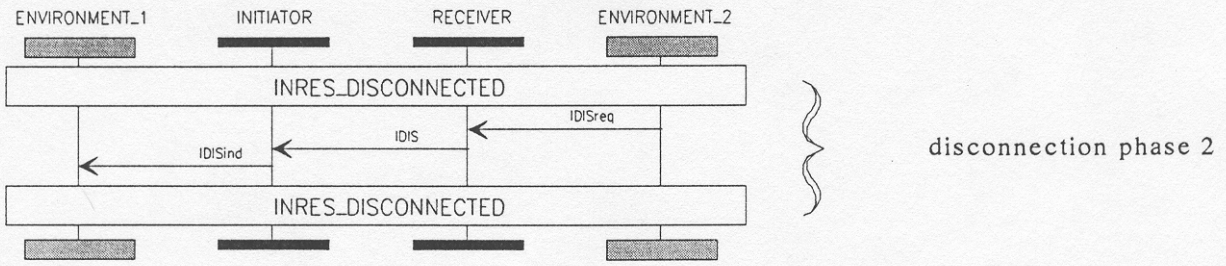 ENVIRONMENT_1 INITIATOR RECEIVER ENVIRONMENT_2
INRES_DISCONNECTED
IDISreq
IDIS
IDISind
disconnection phase 2
INRES_DISCONNECTED